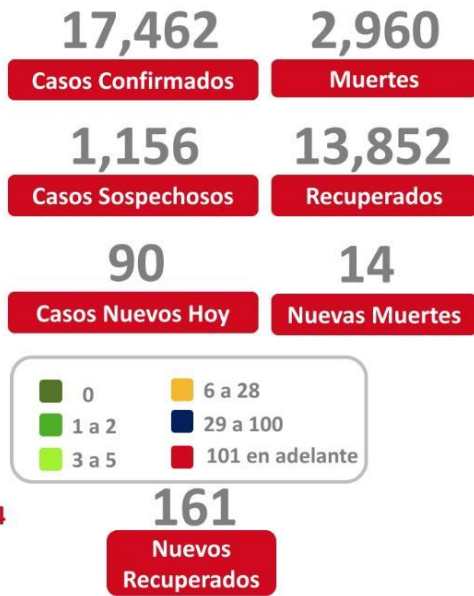 17,462
Casos Confirmados
2,960
Muertes
1,156
Casos Sospechosos
13,852
Recuperados
90
Casos Nuevos Hoy
14
Nuevas Muertes
0
1 a 2
3 a 5
6 a 28
29 a 100
101 en adelante
4
161
Nuevos
Recuperados